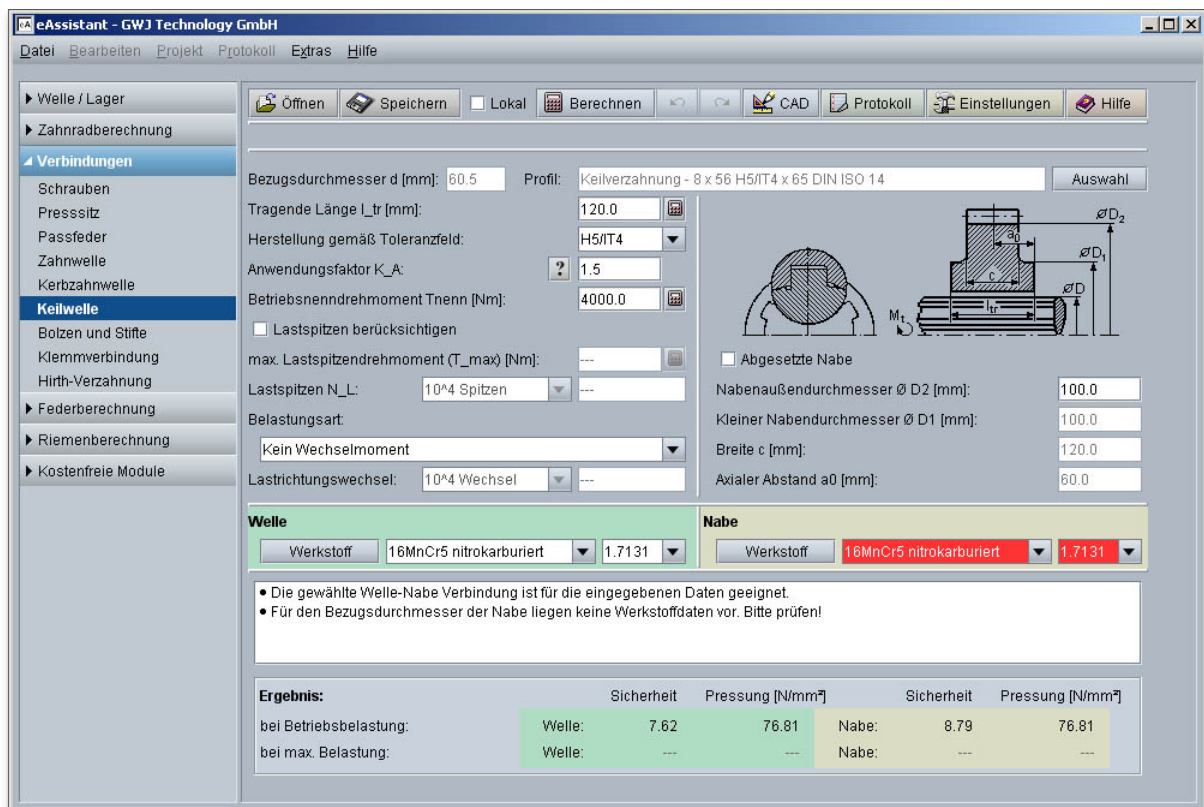 eAssistant - GWJ Technology GmbH
Datei Bearbeiten Projekt Protokoll Extras Hilfe
Welle / Lager
Zahnradberechnung
Verbindungen
Schrauben
Presssitz
Passfeder
Zahnwelle
Kerbzahnwelle
Keilwelle
Bolzen und Stifte
Klemmverbindung
Hirth-Verzahnung
Federberechnung
Riemenberechnung
Kostenfreie Module
Öffnen Speichern Lokal Berechnen CAD Protokoll Einstellungen Hilfe
Bezugsdurchmesser d [mm]: 60.5 Profil: Keilverzahnung - 8 x 56 H5/IT4 x 65 DIN ISO 14 Auswahl
Tragende Länge l_tr [mm]: 120.0
Herstellung gemäß Toleranzfeld: H5/IT4
Anwendungsfaktor K_A: ? 1.5
Betriebsnenndrehmoment Tnenn [Nm]: 4000.0
Lastspitzen berücksichtigen
max. Lastspitzendrehmoment (T_max) [Nm]: ---
Lastspitzen N_L: 10^4 Spitzen ---
Belastungsart:
Kein Wechselmoment
Lastrichtungswechsel: 10^4 Wechsel ---
ØD2
a0
ØD1
c
ØD
ltr
Mt
Abgesetzte Nabe
Nabenaußendurchmesser Ø D2 [mm]: 100.0
Kleiner Nabendurchmesser Ø D1 [mm]: 100.0
Breite c [mm]: 120.0
Axialer Abstand a0 [mm]: 60.0
Welle
Werkstoff 16MnCr5 nitrokarburiert 1.7131
Nabe
Werkstoff 16MnCr5 nitrokarburiert 1.7131
• Die gewählte Welle-Nabe Verbindung ist für die eingegebenen Daten geeignet.
• Für den Bezugsdurchmesser der Nabe liegen keine Werkstoffdaten vor. Bitte prüfen!
Ergebnis: Sicherheit Pressung [N/mm²] Sicherheit Pressung [N/mm²]
bei Betriebsbelastung: Welle: 7.62 76.81 Nabe: 8.79 76.81
bei max. Belastung: Welle: --- --- Nabe: --- ---